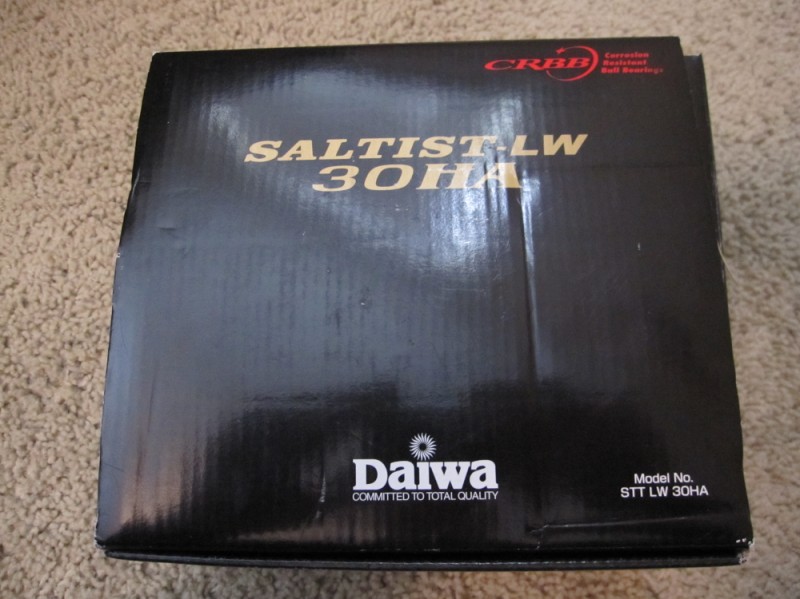 CRBB
Corrosion
Resistant
Ball Bearings
SALTIST-LW
30HA
Daiwa
COMMITTED TO TOTAL QUALITY
Model No.
STT LW 30HA